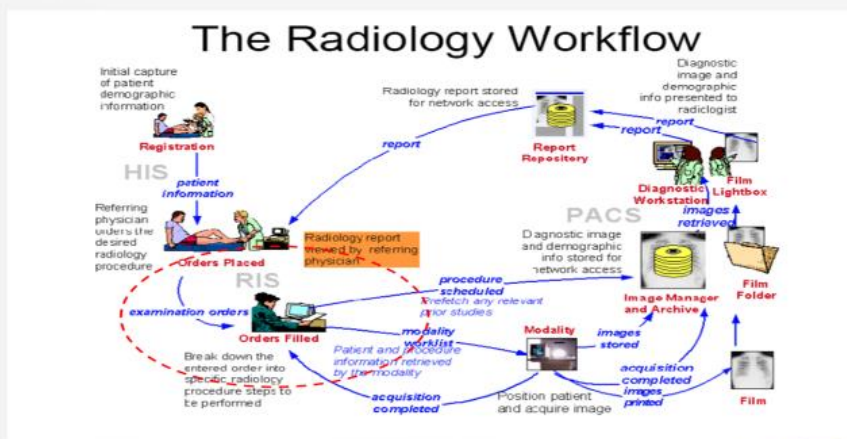 The Radiology Workflow
Initial capture
of patient
demographic
information
Registration
HIS
patient
information
Referring
physician
orders the
desired
radiology
procedure
Orders Placed
Radiology report
viewed by referring
physician
RIS
examination orders
Orders Filled
Break down the
entered order into
specific radiology
procedure steps to
be performed
Radiology report stored
for network access
report
Report
Repository
report
report
Diagnostic
image and
demographic
info presented to
radiologist
Diagnostic
Workstation
Film
Lightbox
PACS
images
retrieved
Diagnostic image
and demographic
info stored for
network access
Image Manager
and Archive
Film
Folder
procedure
scheduled
Prefetch any relevant
prior studies
modality
worklist
Patient and procedure
information retrieved
by the modality
Modality
images
stored
acquisition
completed
images
printed
Film
acquisition
completed
Position patient
and acquire image